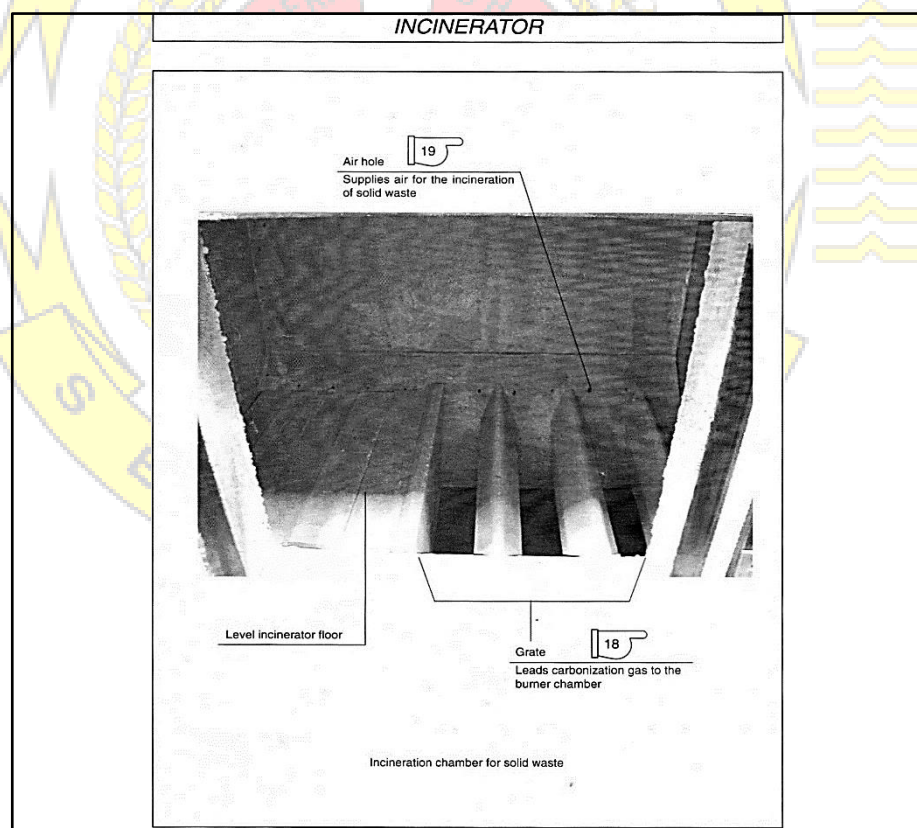 INCINERATOR
19
Air hole
Supplies air for the incineration
of solid waste
Level incinerator floor
18
Grate
Leads carbonization gas to the
burner chamber
Incineration chamber for solid waste
S
E